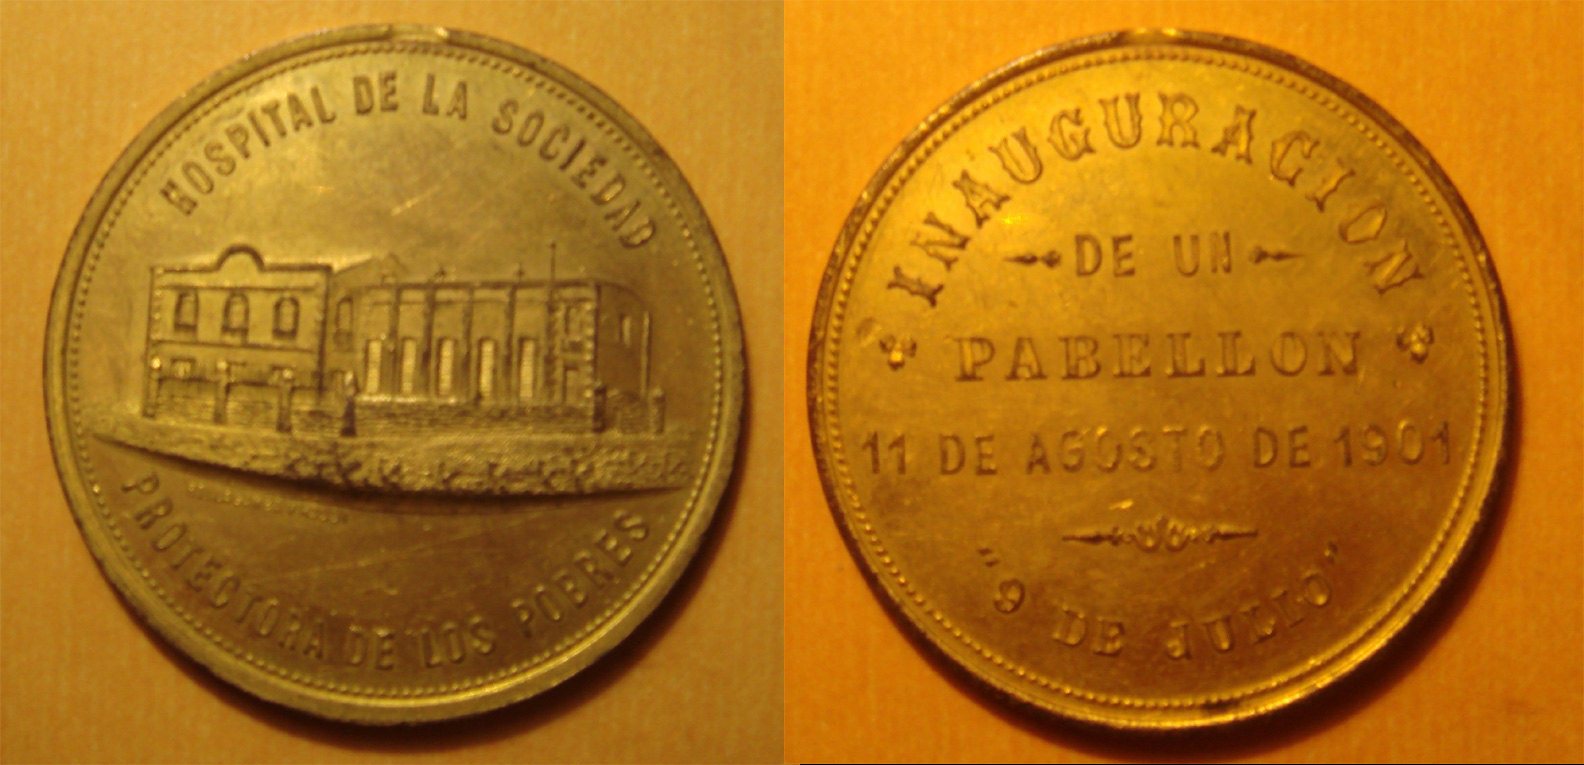 HOSPITAL DE LA SOCIEDAD
PROTECTORA DE LOS POBRES
INAUGURACION
DE UN
PABELLON
11 DE AGOSTO DE 1901
"9 DE JULIO"